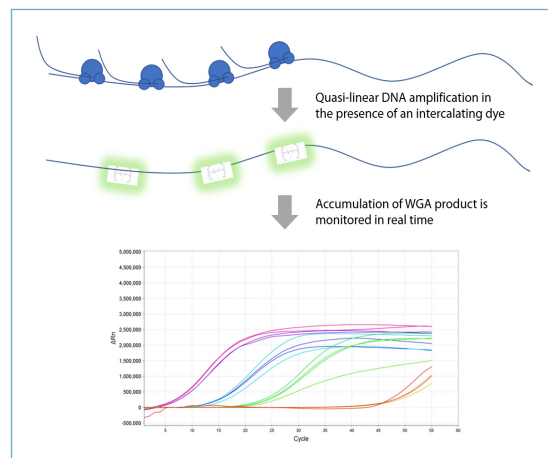 Quasi-linear DNA amplification in
the presence of an intercalating dye
Accumulation of WGA product is
monitored in real time
5,000,000
4,500,000
4,000,000
3,500,000
3,000,000
2,500,000
2,000,000
1,500,000
1,000,000
500,000
0
-500,000
ΔRn
5 10 15 20 25 30 35 40 45 50 55 60
Cycle